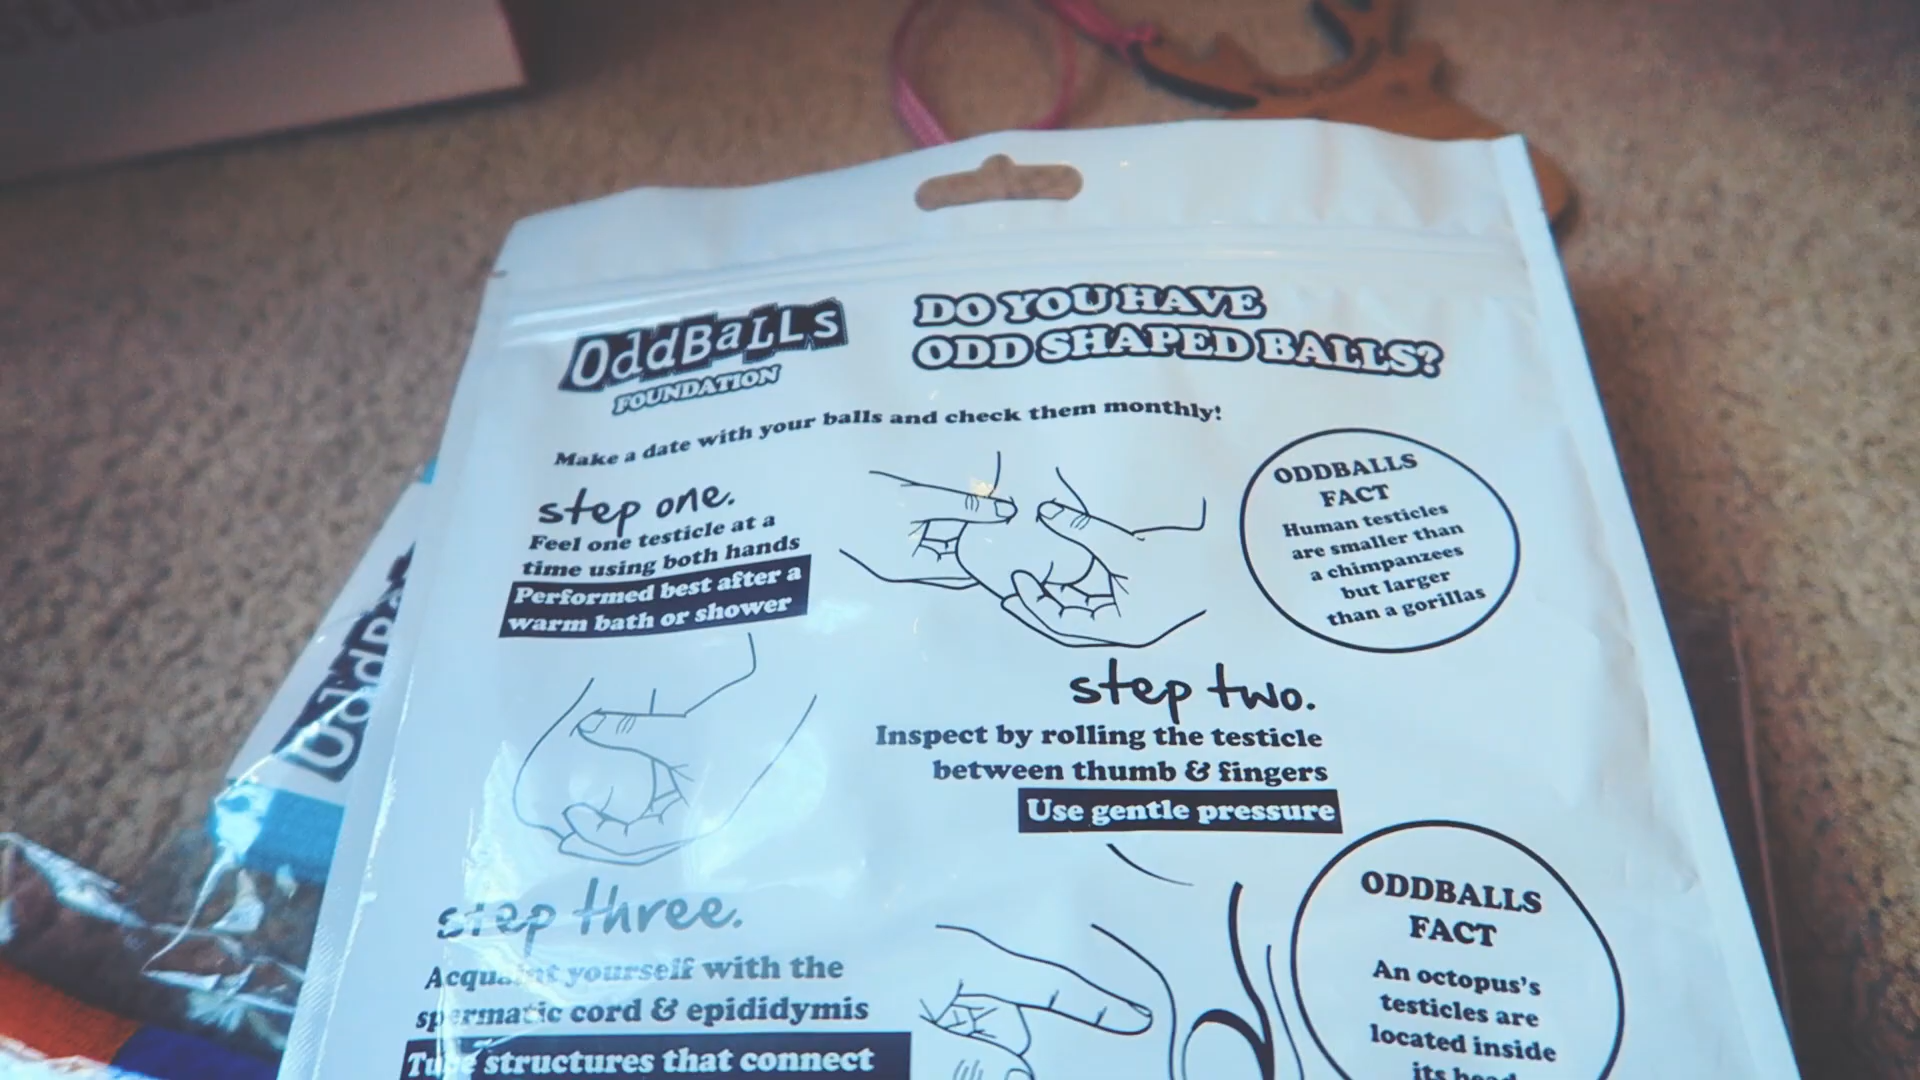 OddBaLLs
FOUNDATION
DO YOU HAVE
ODD SHAPED BALLS?
Make a date with your balls and check them monthly!
step one.
Feel one testicle at a
time using both hands
Performed best after a
warm bath or shower
ODDBALLS
FACT
Human testicles
are smaller than
a chimpanzees
but larger
than a gorillas
step two.
Inspect by rolling the testicle
between thumb & fingers
Use gentle pressure
step three.
Acquaint yourself with the
spermatic cord & epididymis
Tube structures that connect
ODDBALLS
FACT
An octopus's
testicles are
located inside
its head